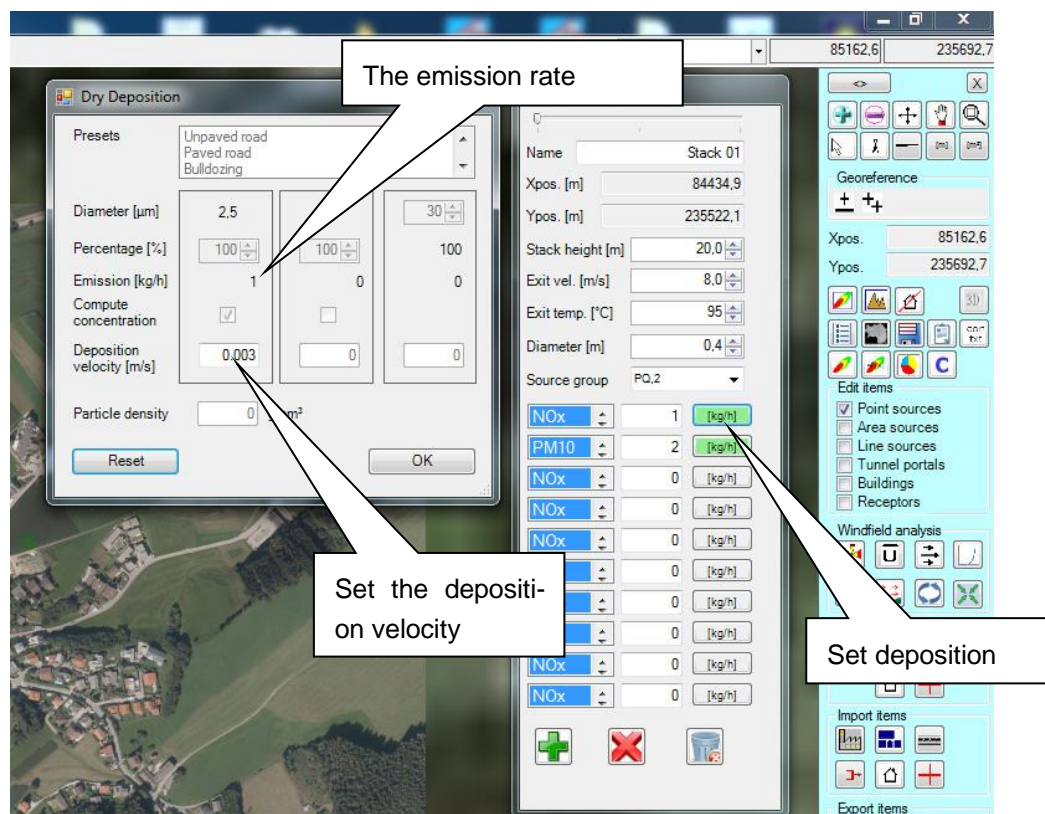 85162,6 235692,7
The emission rate
Dry Deposition
Presets
Unpaved road
Paved road
Bulldozing
Diameter [µm] 2,5 30
Percentage [%] 100 100 100
Emission [kg/h] 1 0 0
Compute
concentration
Deposition
velocity [m/s] 0.003 0 0
Particle density 0 m³
Reset OK
Set the depositi-
on velocity
Name Stack 01
Xpos. [m] 84434,9
Ypos. [m] 235522,1
Stack height [m] 20,0
Exit vel. [m/s] 8,0
Exit temp. [°C] 95
Diameter [m] 0,4
Source group PQ,2
NOx 1 [kg/h]
PM10 2 [kg/h]
NOx 0 [kg/h]
NOx 0 [kg/h]
NOx 0 [kg/h]
0 [kg/h]
0 [kg/h]
0 [kg/h]
NOx 0 [kg/h]
NOx 0 [kg/h]
Set deposition
<> X
[m] [m²]
Georeference
Xpos. 85162,6
Ypos. 235692,7
3D
txt
C
Edit items
Point sources
Area sources
Line sources
Tunnel portals
Buildings
Receptors
Windfield analysis
U
Import items
Export items